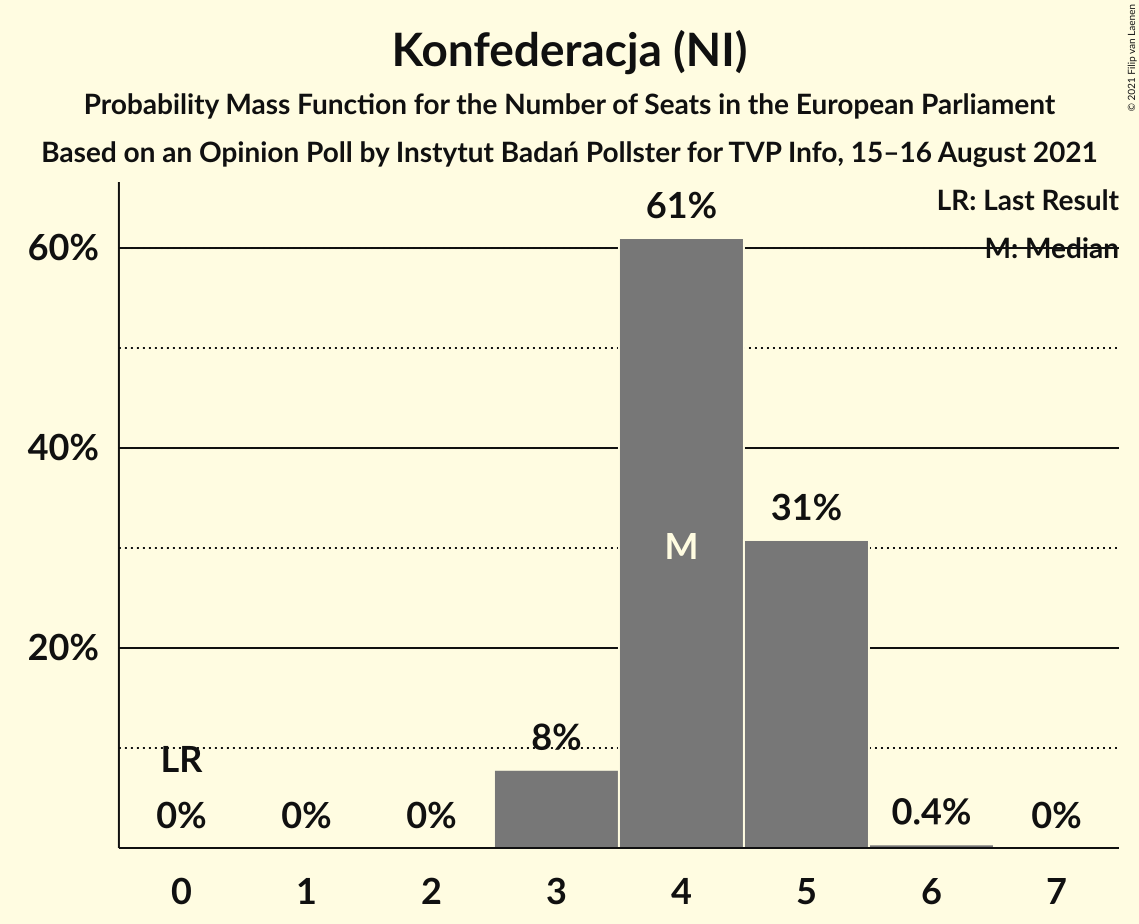 Konfederacja (NI)
Probability Mass Function for the Number of Seats in the European Parliament
Based on an Opinion Poll by Instytut Badań Pollster for TVP Info, 15–16 August 2021
© 2021 Filip van Laenen
LR: Last Result
M: Median
60%
40%
20%
LR
0%
0%
0%
8%
61%
M
31%
0.4%
0%
0 1 2 3 4 5 6 7